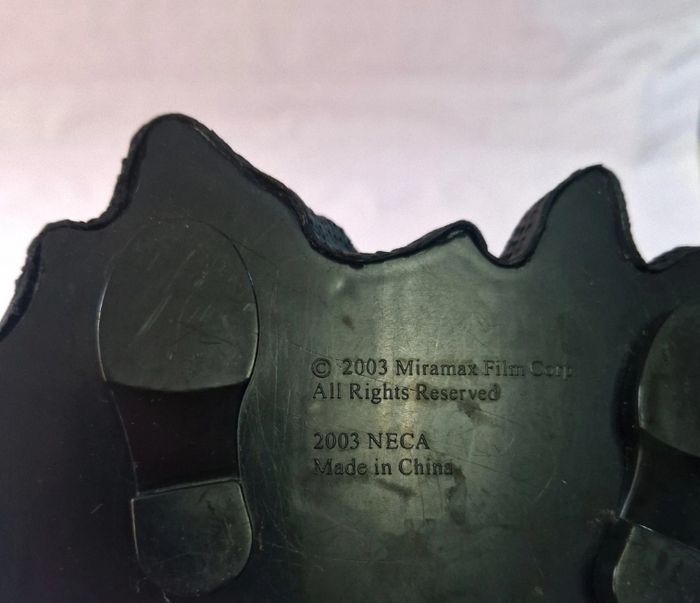 © 2003 Miramax Film Corp
All Rights Reserved
2003 NECA
Made in China